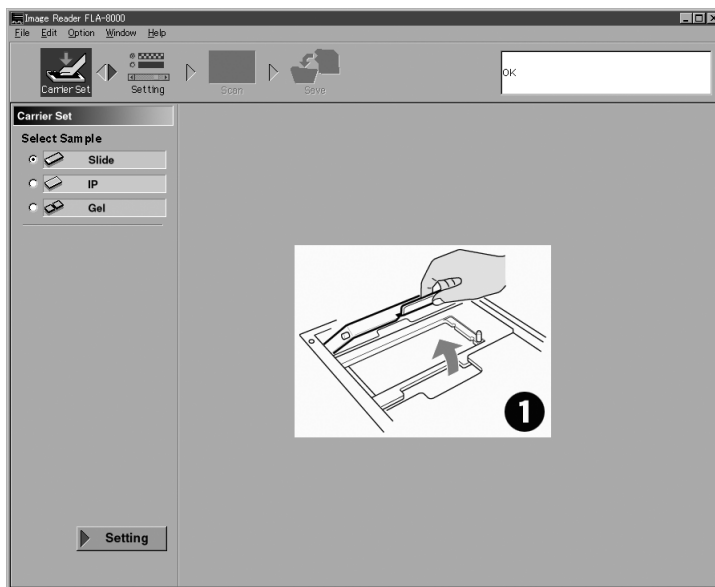 Image Reader FLA-8000
File Edit Option Window Help
Carrier Set
Setting
Scan
Save
OK
Carrier Set
Select Sample
Slide
IP
Gel
1
Setting